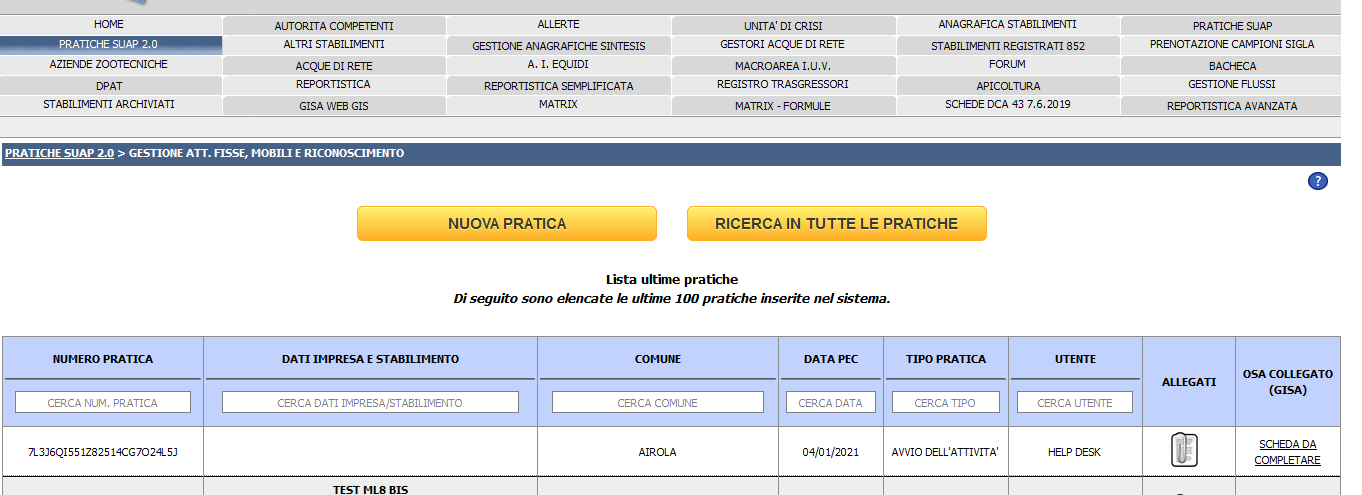 HOME AUTORITA COMPETENTI ALLERTE UNITA' DI CRISI ANAGRAFICA STABILIMENTI PRATICHE SUAP
PRATICHE SUAP 2.0 ALTRI STABILIMENTI GESTIONE ANAGRAFICHE SINTESIS GESTORI ACQUE DI RETE STABILIMENTI REGISTRATI 852 PRENOTAZIONE CAMPIONI SIGLA
AZIENDE ZOOTECNICHE ACQUE DI RETE A. I. EQUIDI MACROAREA I.U.V. FORUM BACHECA
DPAT REPORTISTICA REPORTISTICA SEMPLIFICATA REGISTRO TRASGRESSORI APICOLTURA GESTIONE FLUSSI
STABILIMENTI ARCHIVIATI GISA WEB GIS MATRIX MATRIX - FORMULE SCHEDE DCA 43 7.6.2019 REPORTISTICA AVANZATA
PRATICHE SUAP 2.0 > GESTIONE ATT. FISSE, MOBILI E RICONOSCIMENTO
?
NUOVA PRATICA RICERCA IN TUTTE LE PRATICHE
Lista ultime pratiche
Di seguito sono elencate le ultime 100 pratiche inserite nel sistema.
NUMERO PRATICA DATI IMPRESA E STABILIMENTO COMUNE DATA PEC TIPO PRATICA UTENTE ALLEGATI OSA COLLEGATO
(GISA)
CERCA NUM. PRATICA CERCA DATI IMPRESA/STABILIMENTO CERCA COMUNE CERCA DATA CERCA TIPO CERCA UTENTE
7L3J6QI551Z82514CG7O24L5J AIROLA 04/01/2021 AVVIO DELL'ATTIVITA' HELP DESK SCHEDA DA
COMPLETARE
TEST ML8 BIS